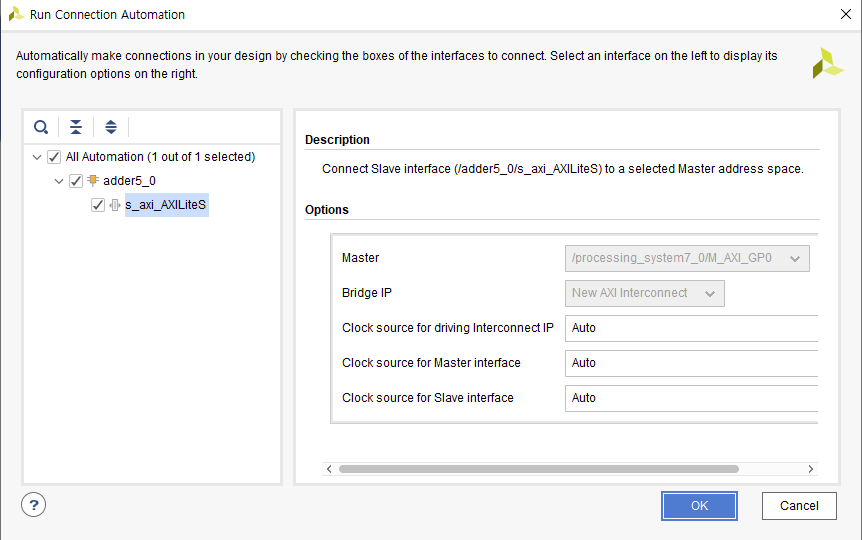 Run Connection Automation
Automatically make connections in your design by checking the boxes of the interfaces to connect. Select an interface on the left to display its
configuration options on the right.
All Automation (1 out of 1 selected)
adder5_0
s_axi_AXILiteS
Description
Connect Slave interface (/adder5_0/s_axi_AXILiteS) to a selected Master address space.
Options
Master
/processing_system7_0/M_AXI_GP0
Bridge IP
New AXI Interconnect
Clock source for driving Interconnect IP
Auto
Clock source for Master interface
Auto
Clock source for Slave interface
Auto
?
OK
Cancel